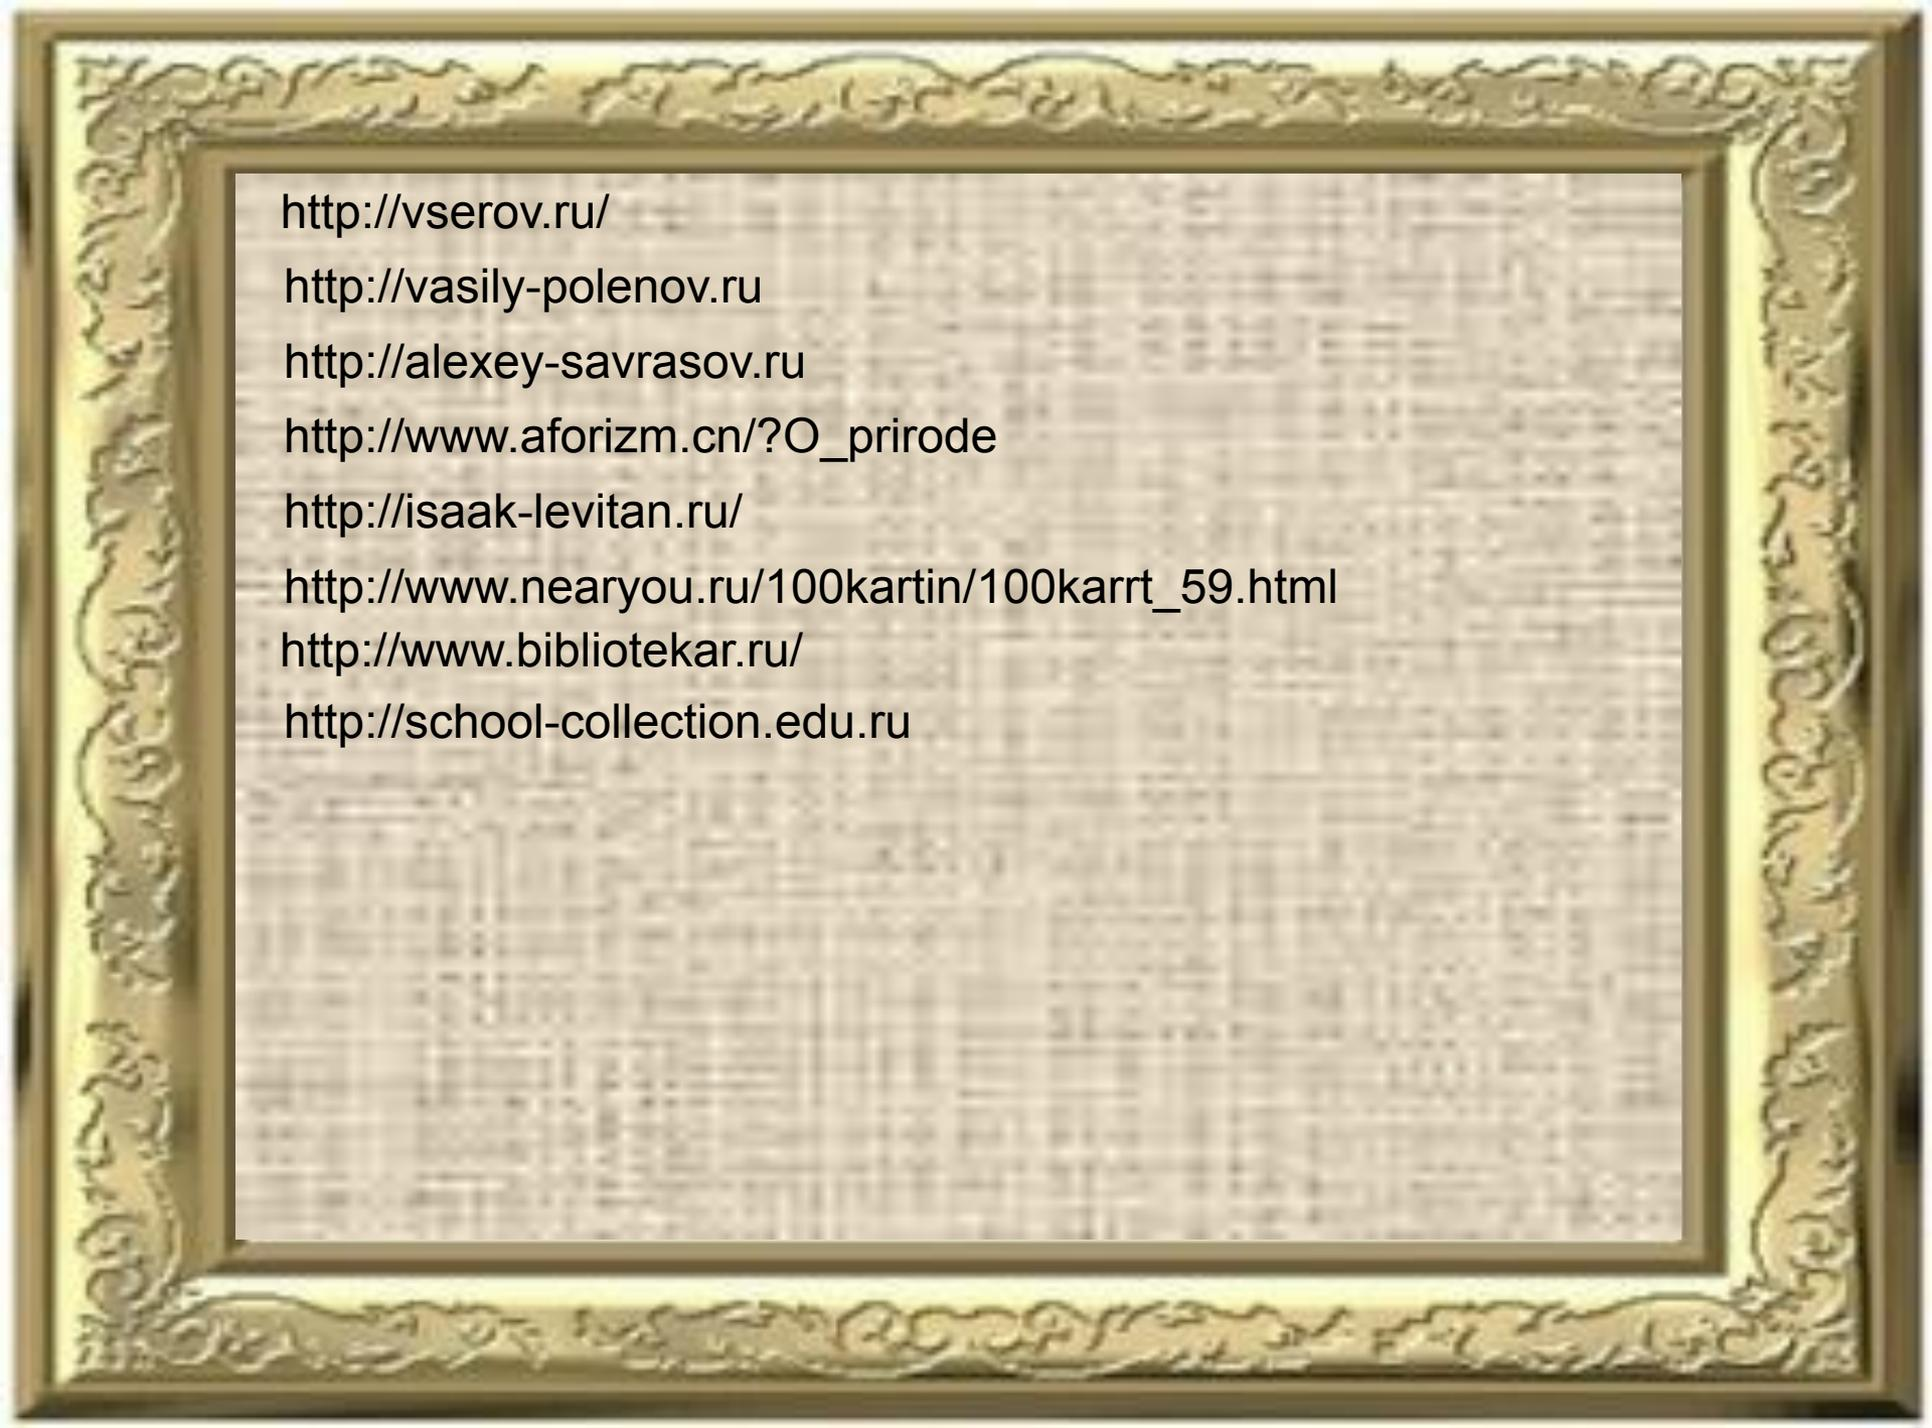 http://vserov.ru/
http://vasily-polenov.ru
http://alexey-savrasov.ru
http://www.aforizm.cn/?O_prirode
http://isaak-levitan.ru/
http://www.nearyou.ru/100kartin/100karrt_59.html
http://www.bibliotekar.ru/
http://school-collection.edu.ru